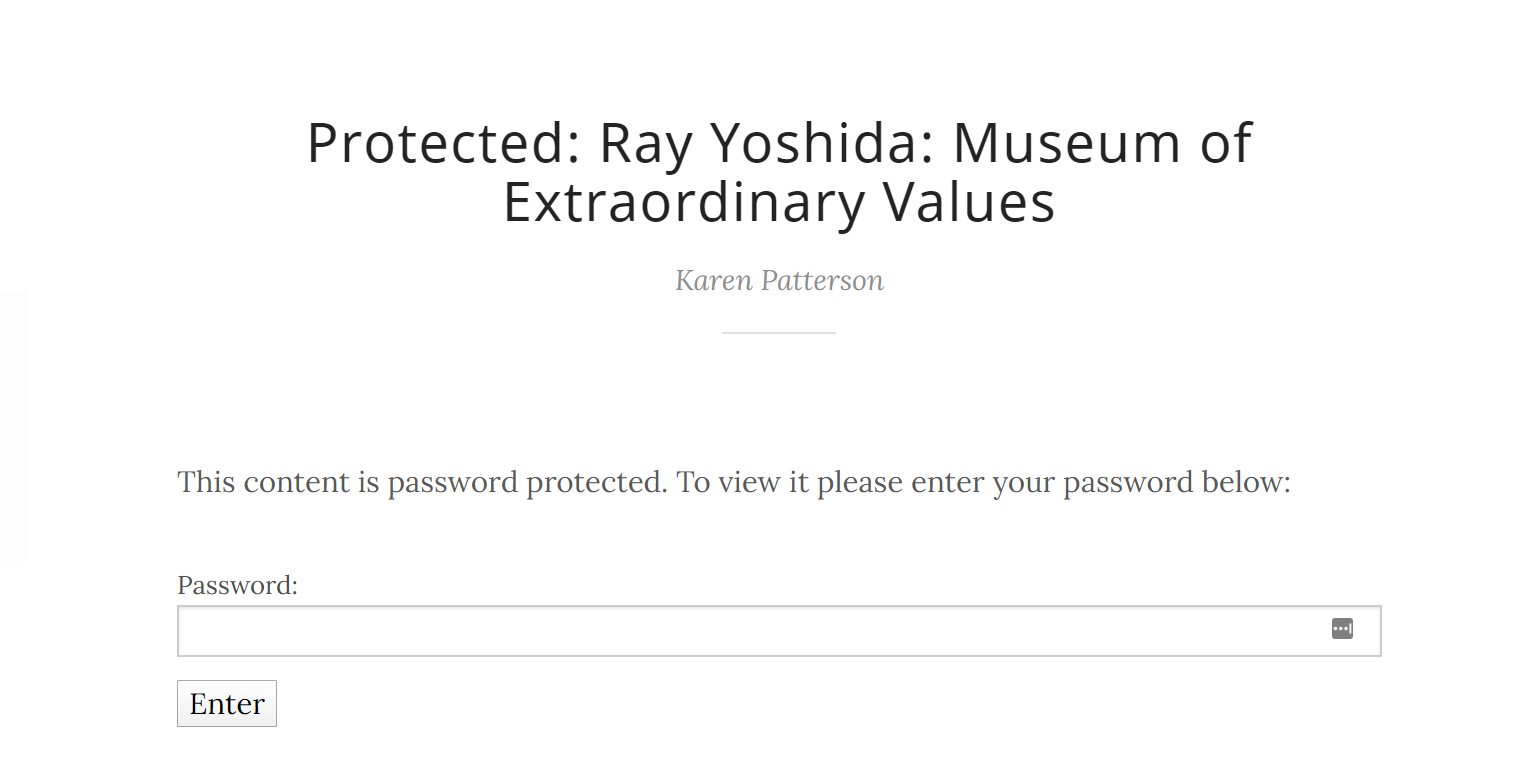 Protected: Ray Yoshida: Museum of
Extraordinary Values
Karen Patterson
This content is password protected. To view it please enter your password below:
Password:
Enter